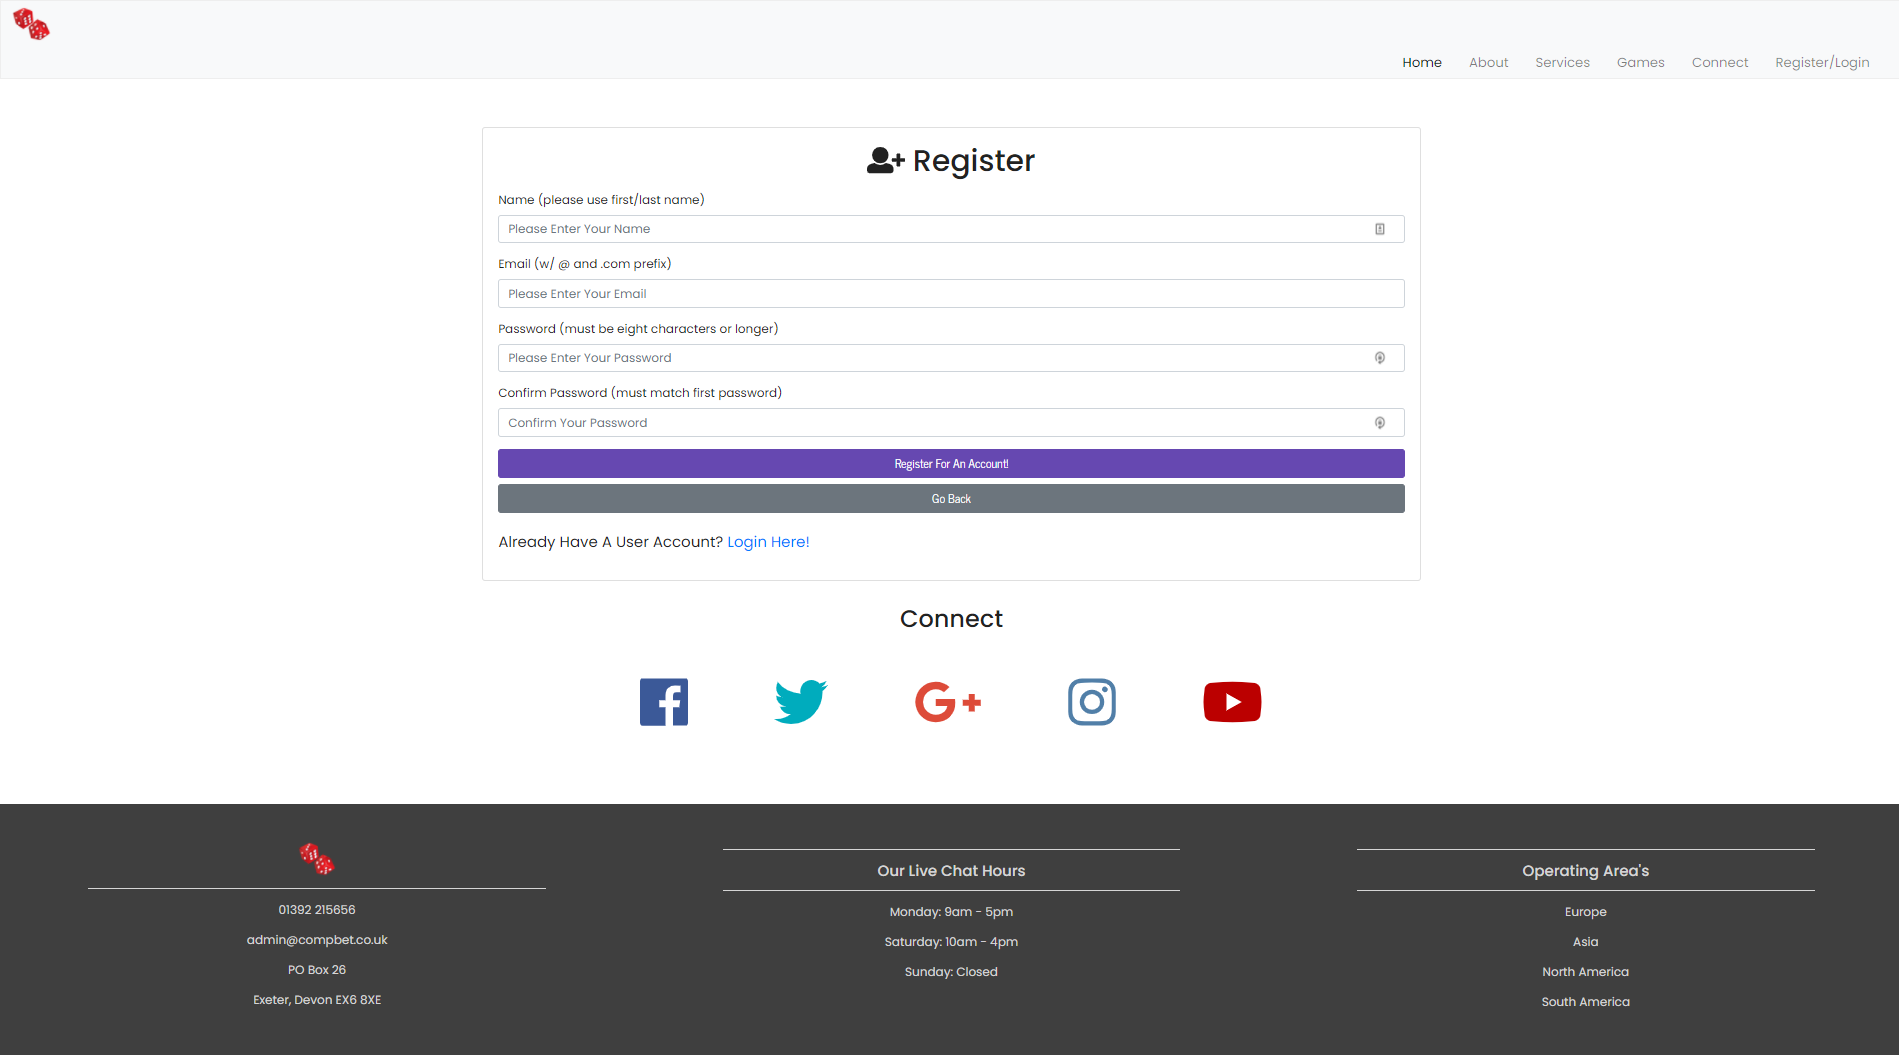 Home About Services Games Connect Register/Login
Register
Name (please use first/last name)
Please Enter Your Name
Email (w/ @ and .com prefix)
Please Enter Your Email
Password (must be eight characters or longer)
Please Enter Your Password
Confirm Password (must match first password)
Confirm Your Password
Register For An Account!
Go Back
Already Have A User Account? Login Here!
Connect
01392 215656
admin@compbet.co.uk
PO Box 26
Exeter, Devon EX6 8XE
Our Live Chat Hours
Monday: 9am - 5pm
Saturday: 10am - 4pm
Sunday: Closed
Operating Area's
Europe
Asia
North America
South America